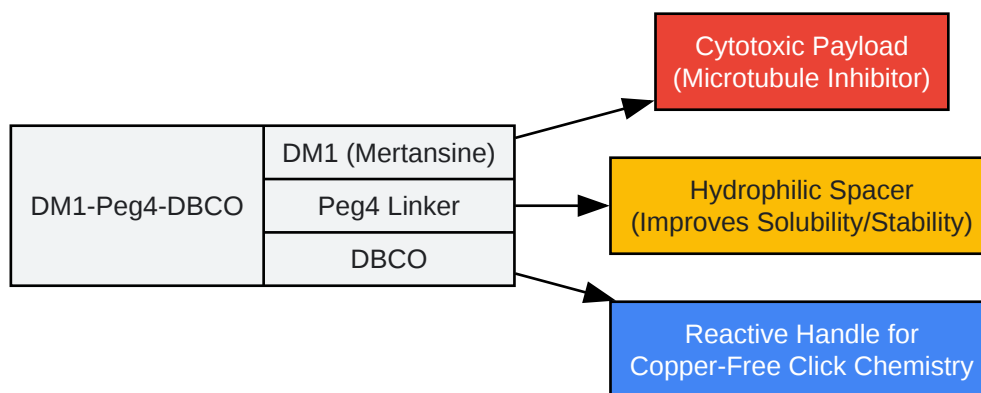 DM1-Peg4-DBCO
DM1 (Mertansine)
Peg4 Linker
DBCO
Cytotoxic Payload
(Microtubule Inhibitor)
Hydrophilic Spacer
(Improves Solubility/Stability)
Reactive Handle for
Copper-Free Click Chemistry